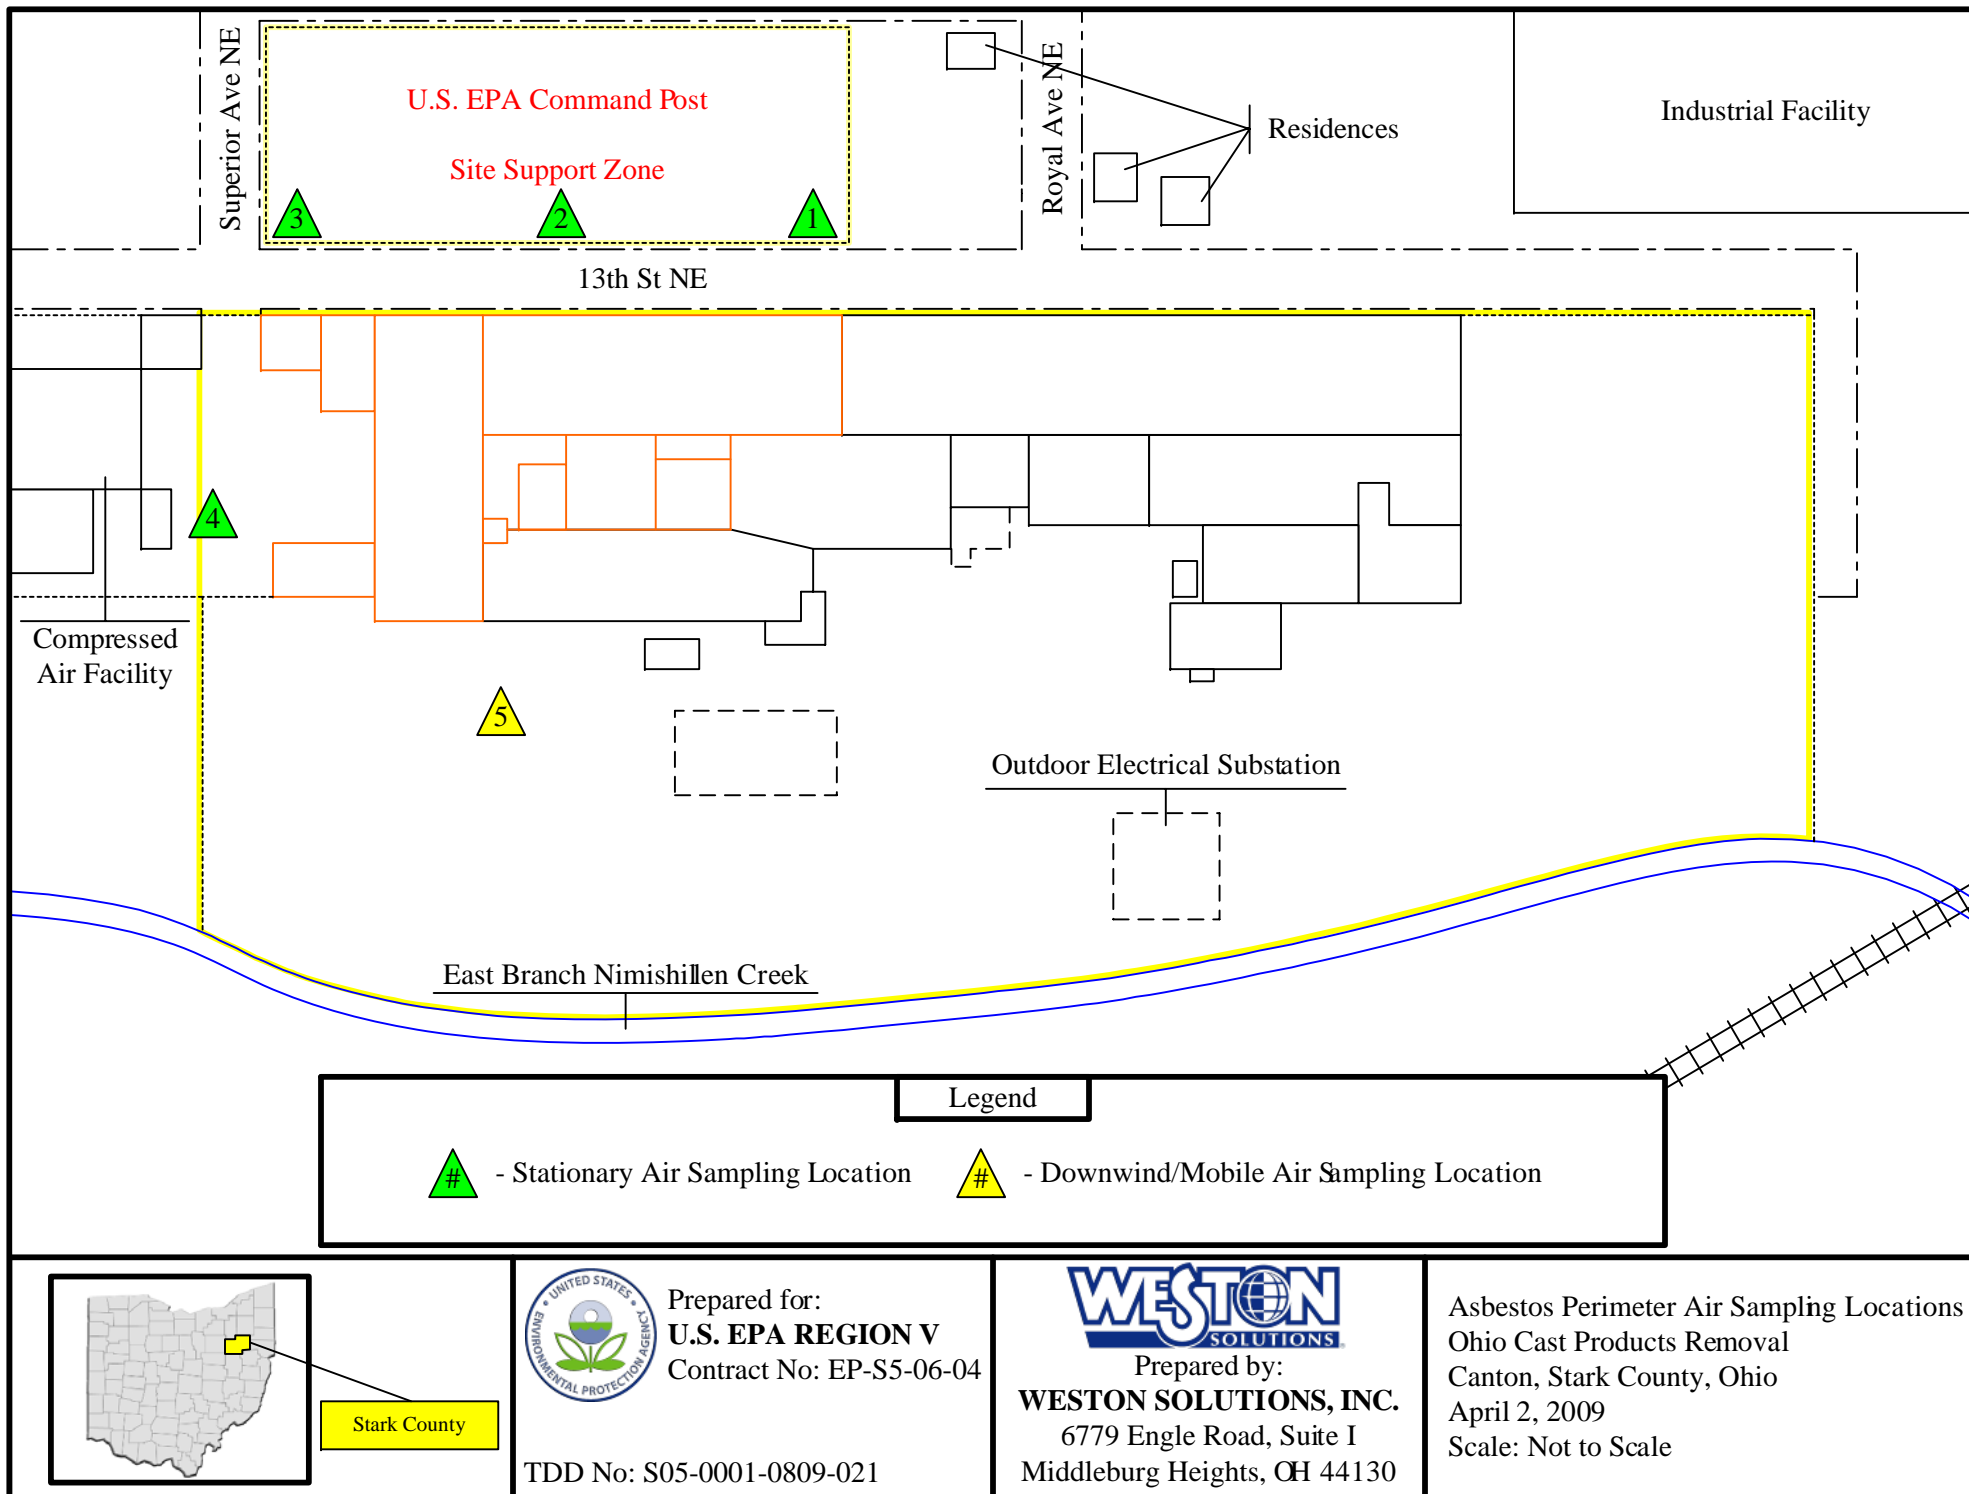 Superior Ave NE
U.S. EPA Command Post
Site Support Zone
3
2
1
Royal Ave NE
Residences
Industrial Facility
13th St NE
4
Compressed
Air Facility
5
Outdoor Electrical Substation
East Branch Nimishillen Creek
Legend
# - Stationary Air Sampling Location
# - Downwind/Mobile Air Sampling Location
Stark County
UNITED STATES
ENVIRONMENTAL PROTECTION AGENCY
Prepared for:
U.S. EPA REGION V
Contract No: EP-S5-06-04
TDD No: S05-0001-0809-021
WESTON
SOLUTIONS
Prepared by:
WESTON SOLUTIONS, INC.
6779 Engle Road, Suite I
Middleburg Heights, OH 44130
Asbestos Perimeter Air Sampling Locations
Ohio Cast Products Removal
Canton, Stark County, Ohio
April 2, 2009
Scale: Not to Scale